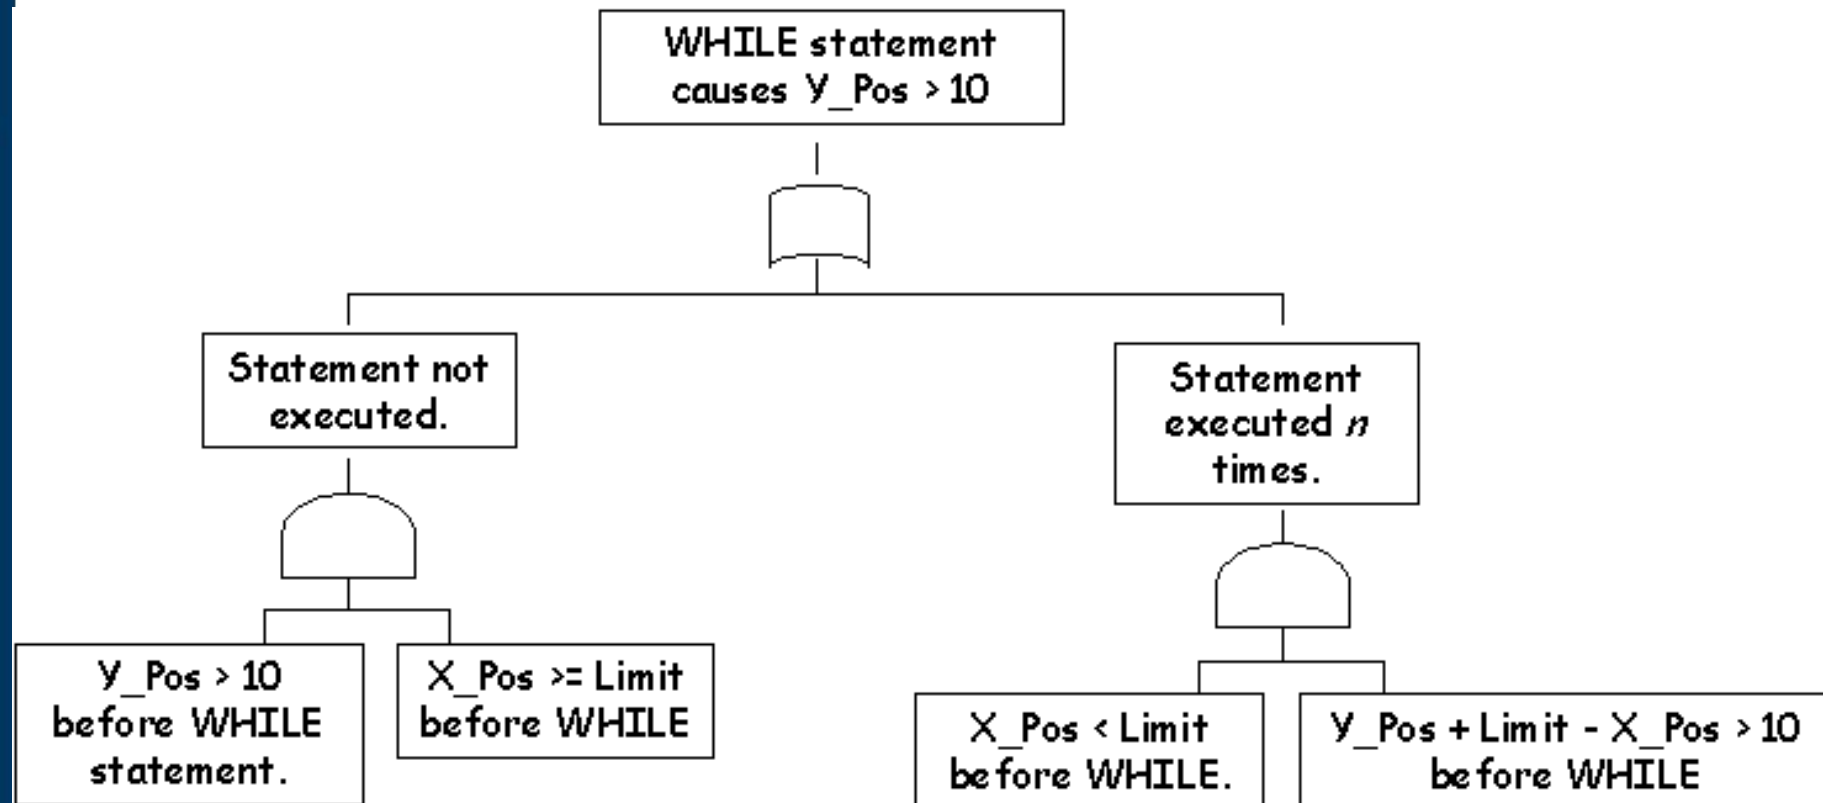 WHILE statement
causes Y_Pos > 10
Statement not
executed.
Statement
executed n
times.
Y_Pos > 10
before WHILE
statement.
X_Pos >= Limit
before WHILE
X_Pos < Limit
before WHILE.
Y_Pos + Limit - X_Pos > 10
before WHILE